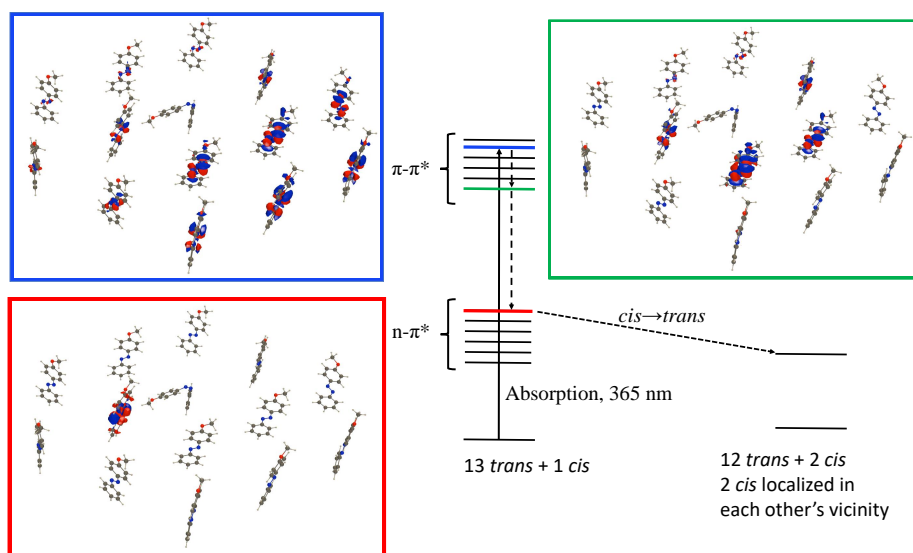 π-π*
n-π*
cis→trans
Absorption, 365 nm
13 trans + 1 cis
12 trans + 2 cis
2 cis localized in
each other's vicinity